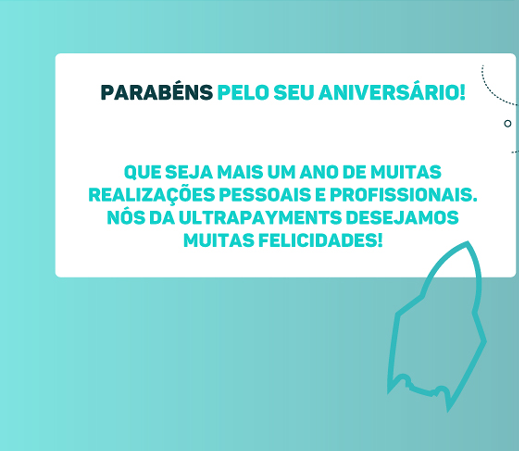 PARABÉNS PELO SEU ANIVERSÁRIO!
QUE SEJA MAIS UM ANO DE MUITAS
REALIZAÇÕES PESSOAIS E PROFISSIONAIS.
NÓS DA ULTRAPAYMENTS DESEJAMOS
MUITAS FELICIDADES!